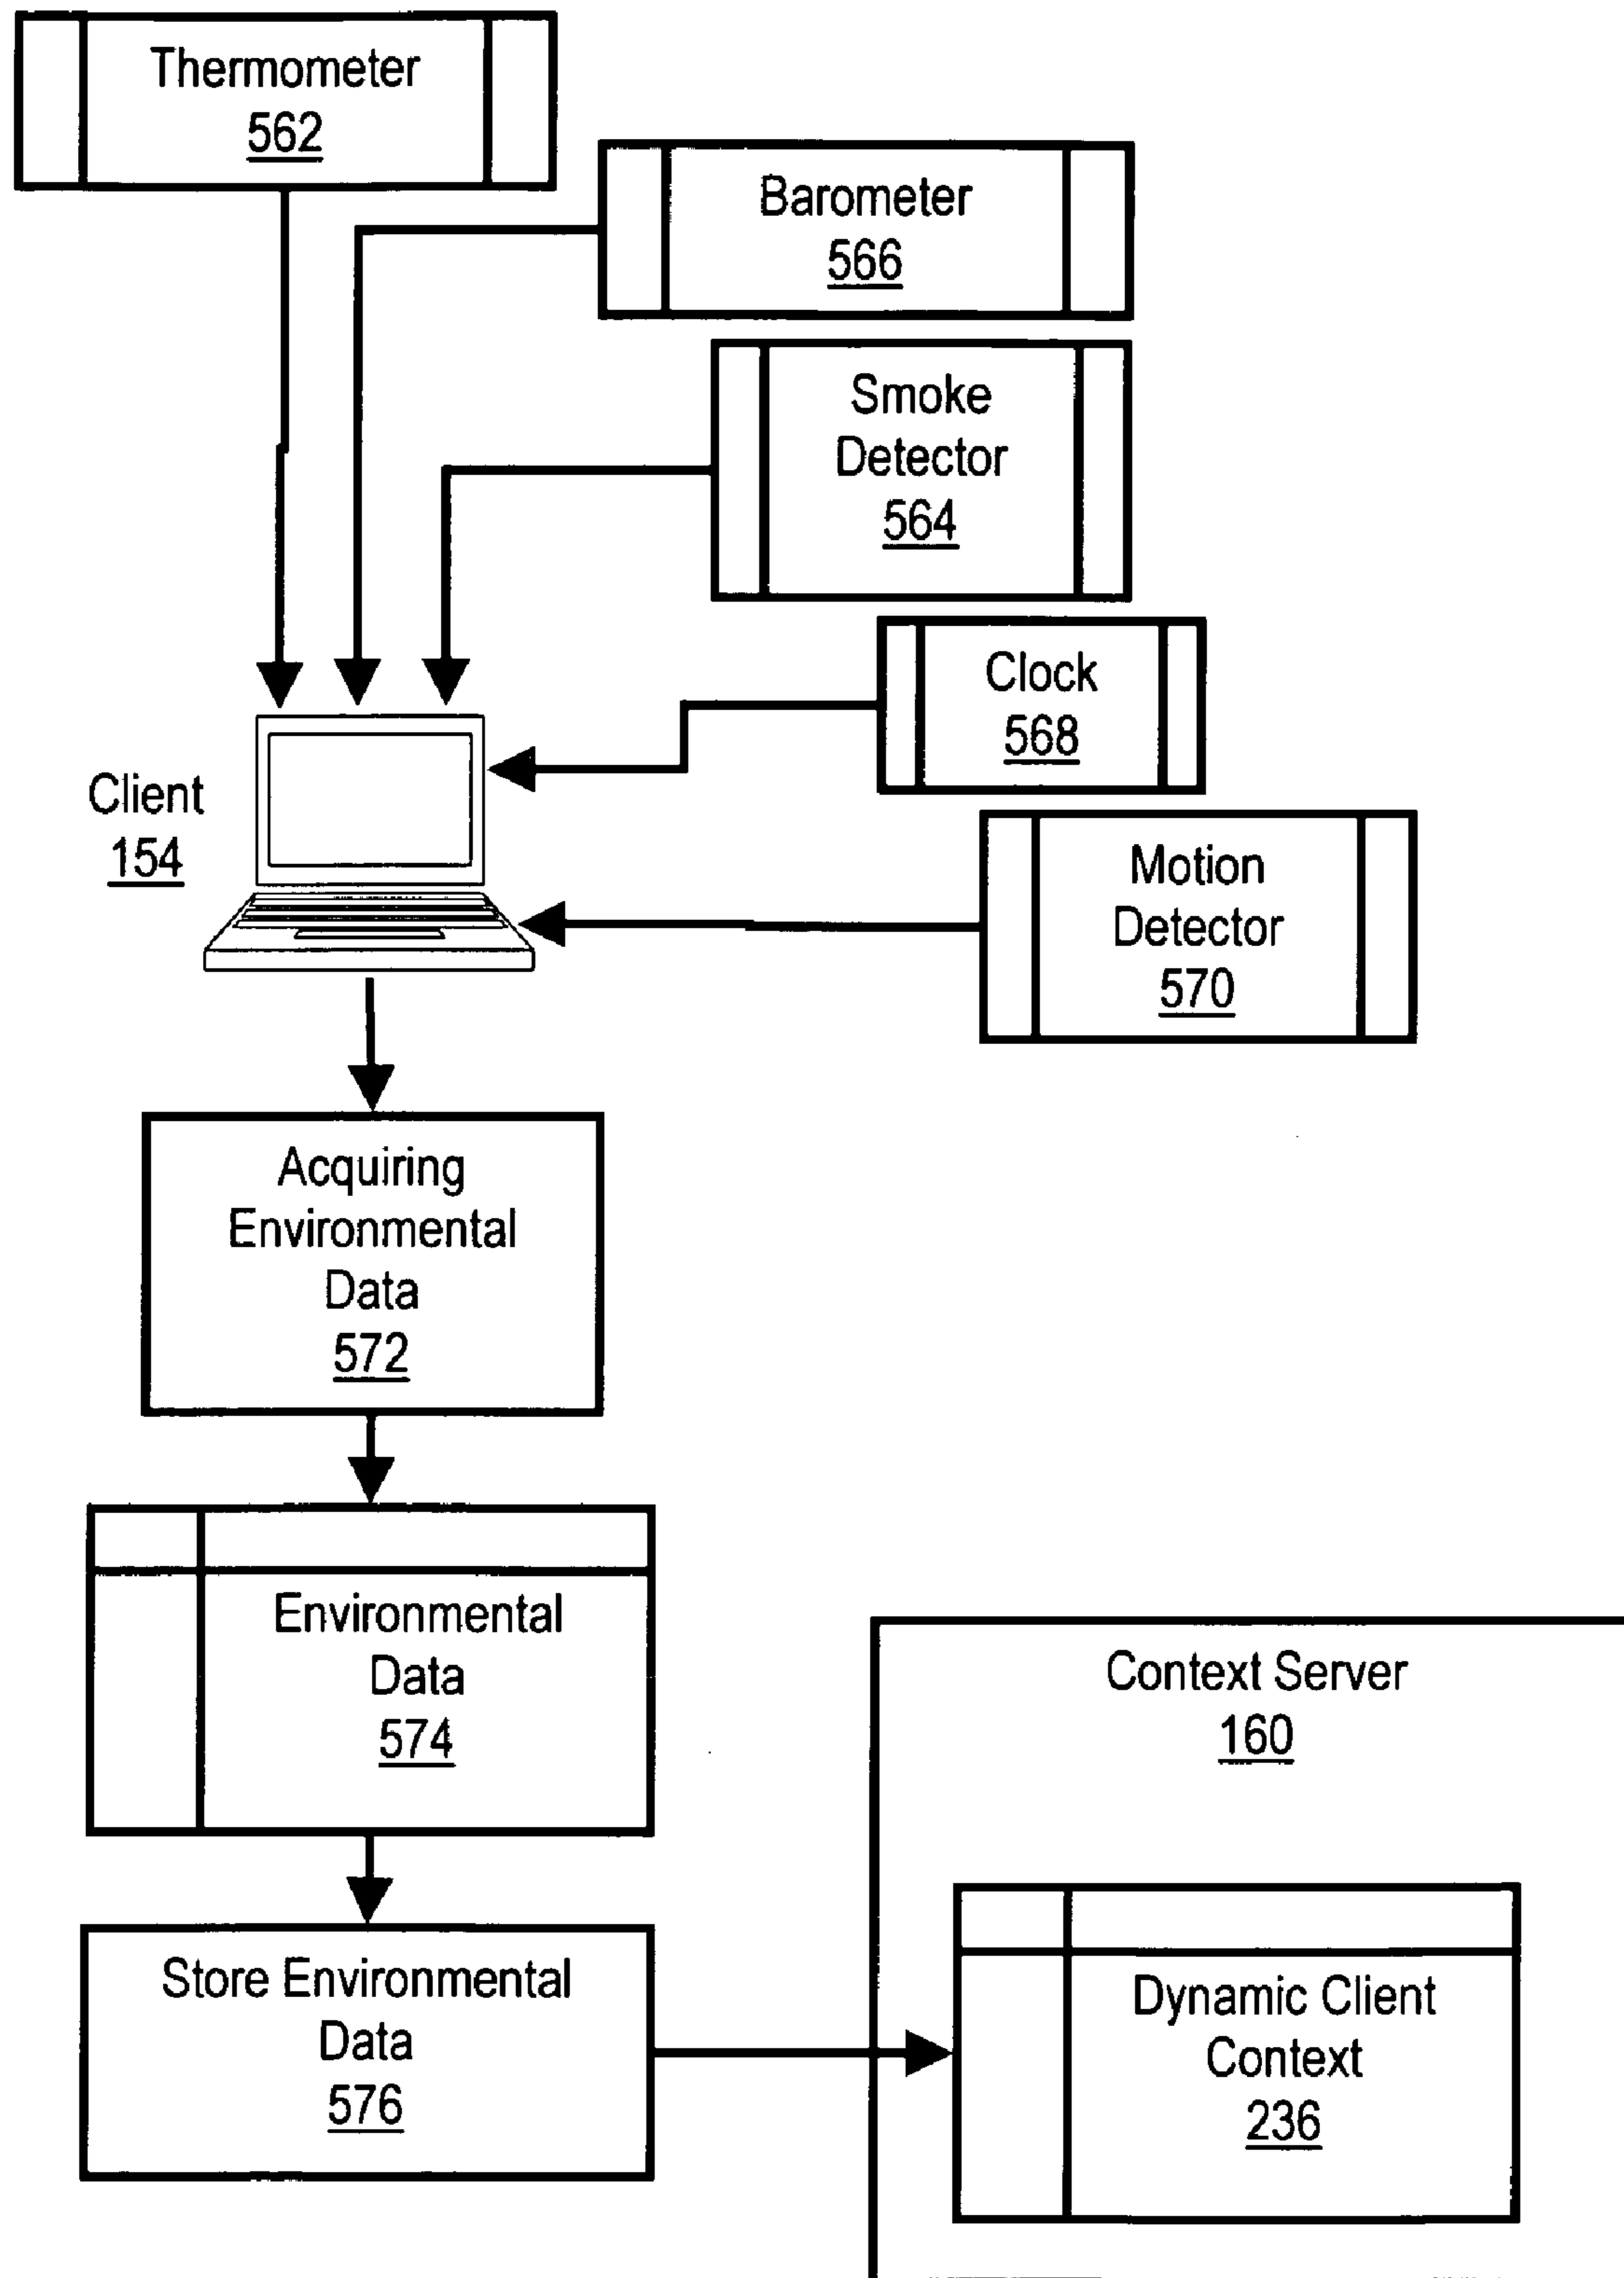 Thermometer
562
Barometer
566
Smoke
Detector
564
Clock
568
Client
154
Motion
Detector
570
Acquiring
Environmental
Data
572
Environmental
Data
574
Context Server
160
Store Environmental
Data
576
Dynamic Client
Context
236